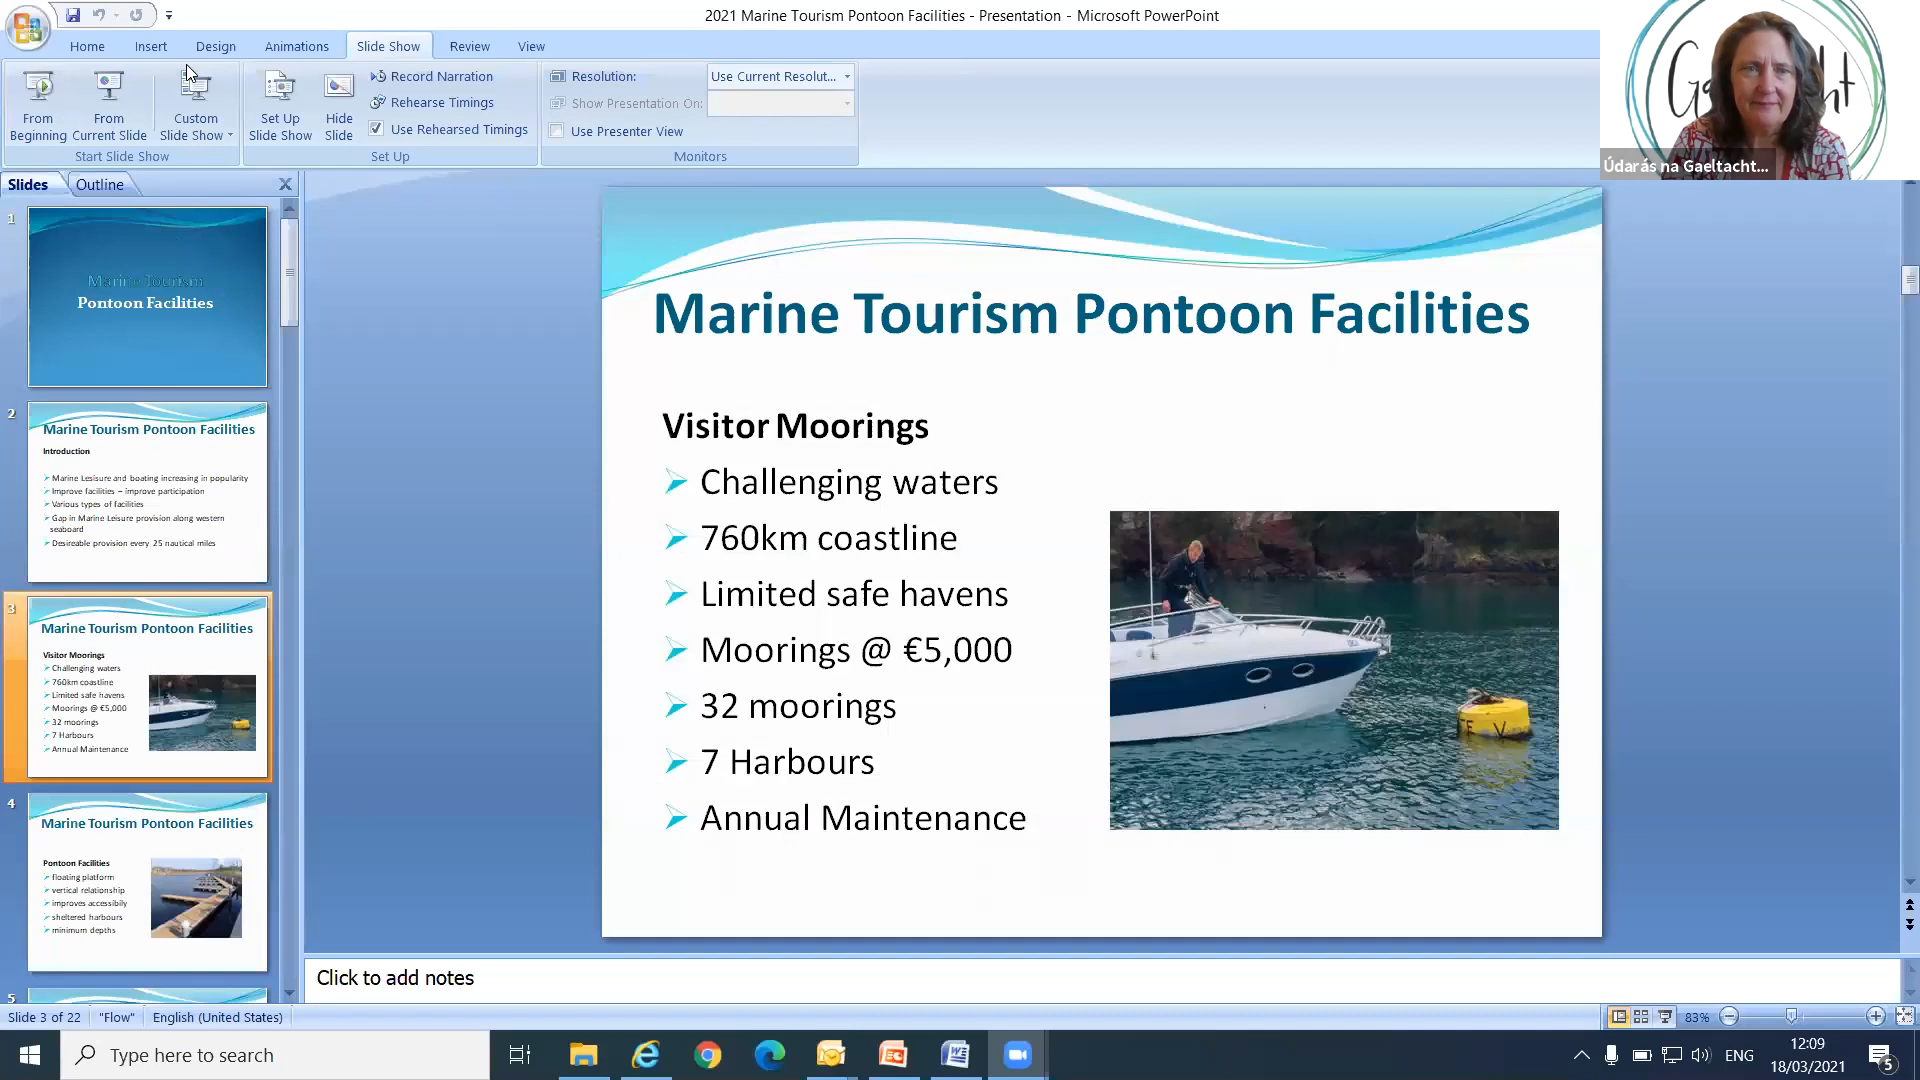 2021 Marine Tourism Pontoon Facilities - Presentation - Microsoft PowerPoint
Home Insert Design Animations Slide Show Review View
From Beginning
From Current Slide
Custom Slide Show
Start Slide Show
Set Up Slide Show
Hide Slide
Record Narration
Rehearse Timings
Use Rehearsed Timings
Set Up
Resolution: Use Current Resolut...
Show Presentation On:
Use Presenter View
Monitors
Údarás na Gaeltacht...
Slides Outline
1
Marine Tourism
Pontoon Facilities
2
Marine Tourism Pontoon Facilities
Introduction
Marine Lesisure and boating increasing in popularity
Improve facilities – improve participation
Various types of facilities
Gap in Marine Leisure provision along western
seaboard
Desireable provision every 25 nautical miles
3
Marine Tourism Pontoon Facilities
Visitor Moorings
Challenging waters
760km coastline
Limited safe havens
Moorings @ €5,000
32 moorings
7 Harbours
Annual Maintenance
4
Marine Tourism Pontoon Facilities
Pontoon Facilities
floating platform
vertical relationship
improves accessibily
sheltered harbours
minimum depths
5
Marine Tourism Pontoon Facilities
Visitor Moorings
Challenging waters
760km coastline
Limited safe havens
Moorings @ €5,000
32 moorings
7 Harbours
Annual Maintenance
Click to add notes
Slide 3 of 22 "Flow" English (United States)
83%
Type here to search
ENG
12:09
18/03/2021
5